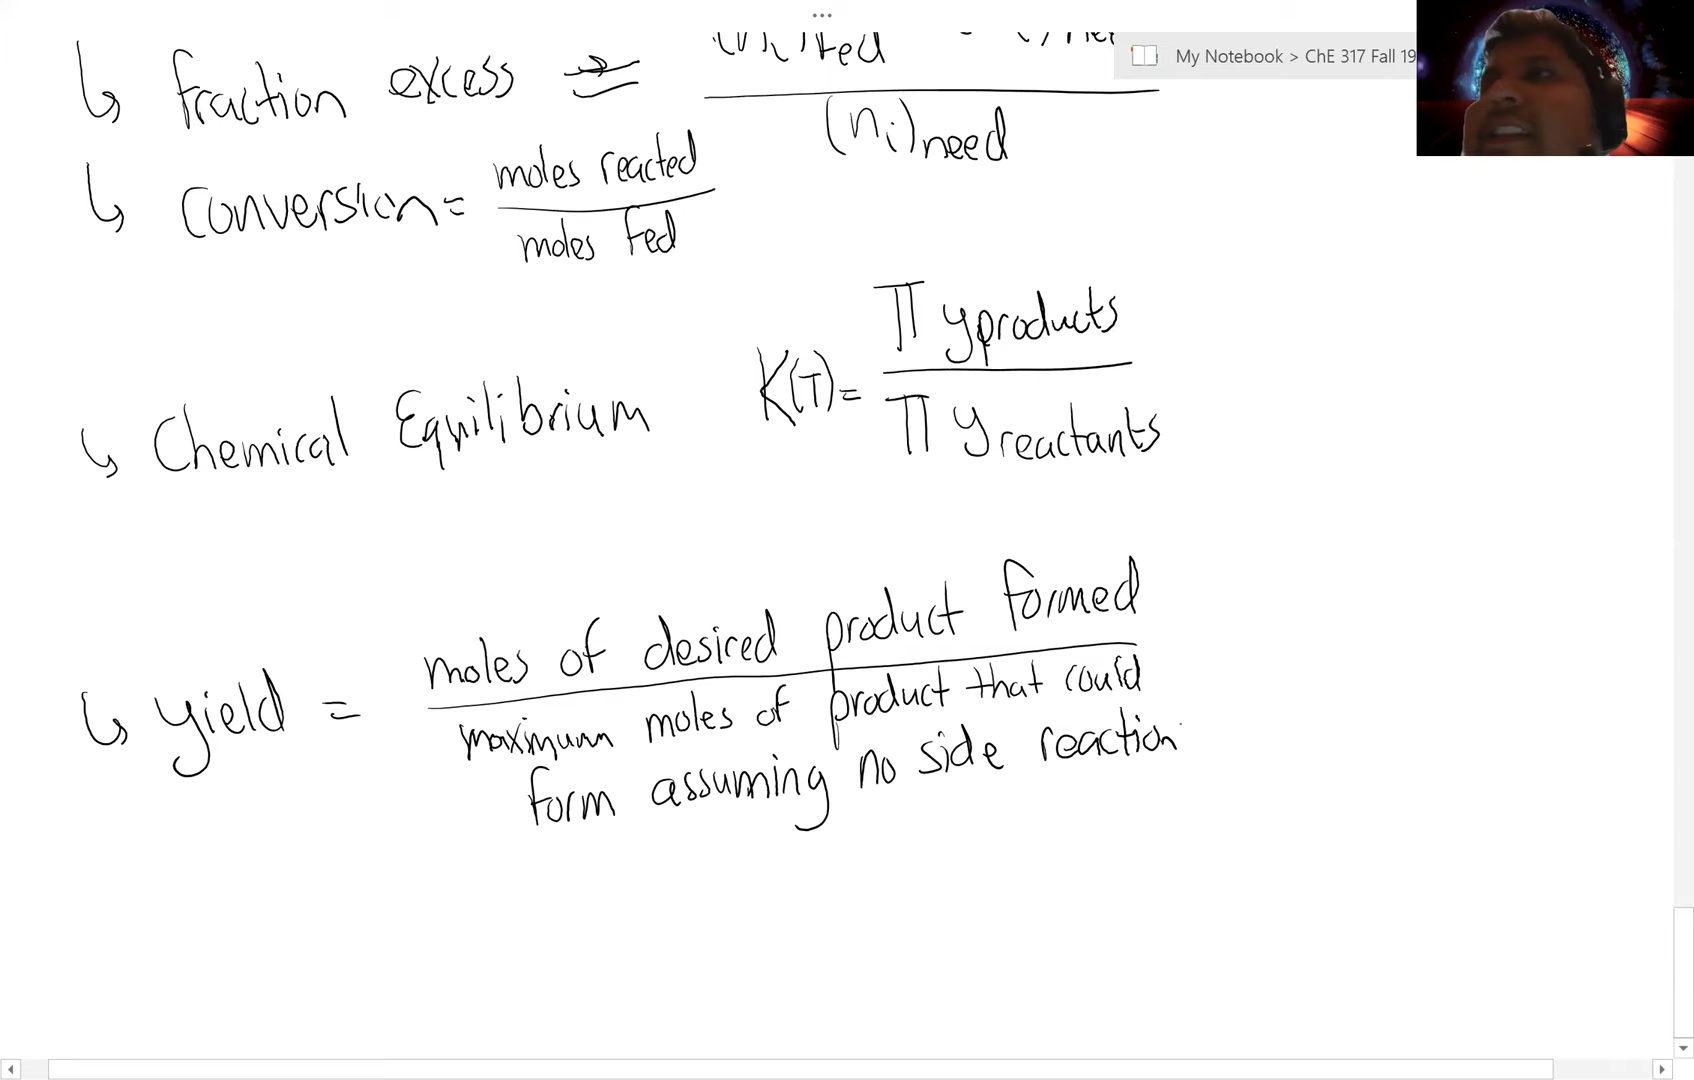 My Notebook > ChE 317 Fall 19
↳ fraction excess =
fed -
(nᵢ)need
↳ Conversion = moles reacted
moles fed
↳ Chemical Equilibrium K(T) = Π yproducts
Π yreactants
↳ yield = moles of desired product formed
maximum moles of product that could
form assuming no side reaction